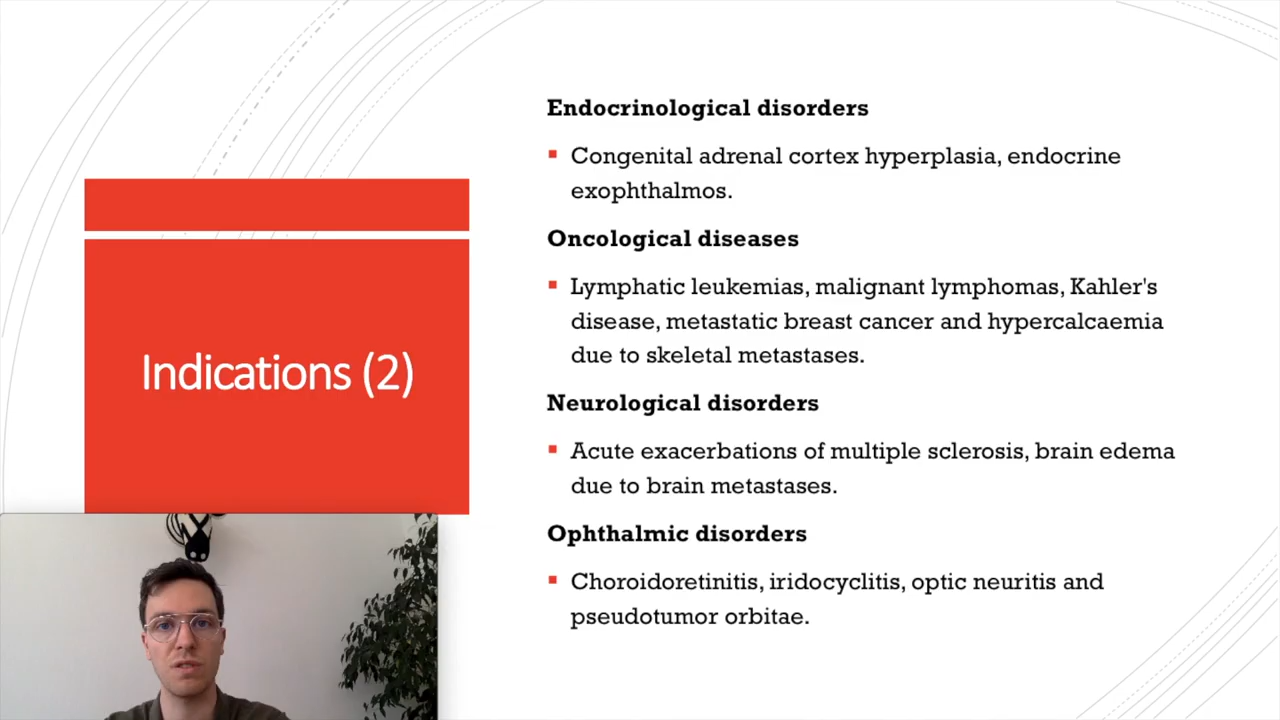 Indications (2)
Endocrinological disorders
Congenital adrenal cortex hyperplasia, endocrine
exophthalmos.
Oncological diseases
Lymphatic leukemias, malignant lymphomas, Kahler's
disease, metastatic breast cancer and hypercalcaemia
due to skeletal metastases.
Neurological disorders
Acute exacerbations of multiple sclerosis, brain edema
due to brain metastases.
Ophthalmic disorders
Choroidoretinitis, iridocyclitis, optic neuritis and
pseudotumor orbitae.